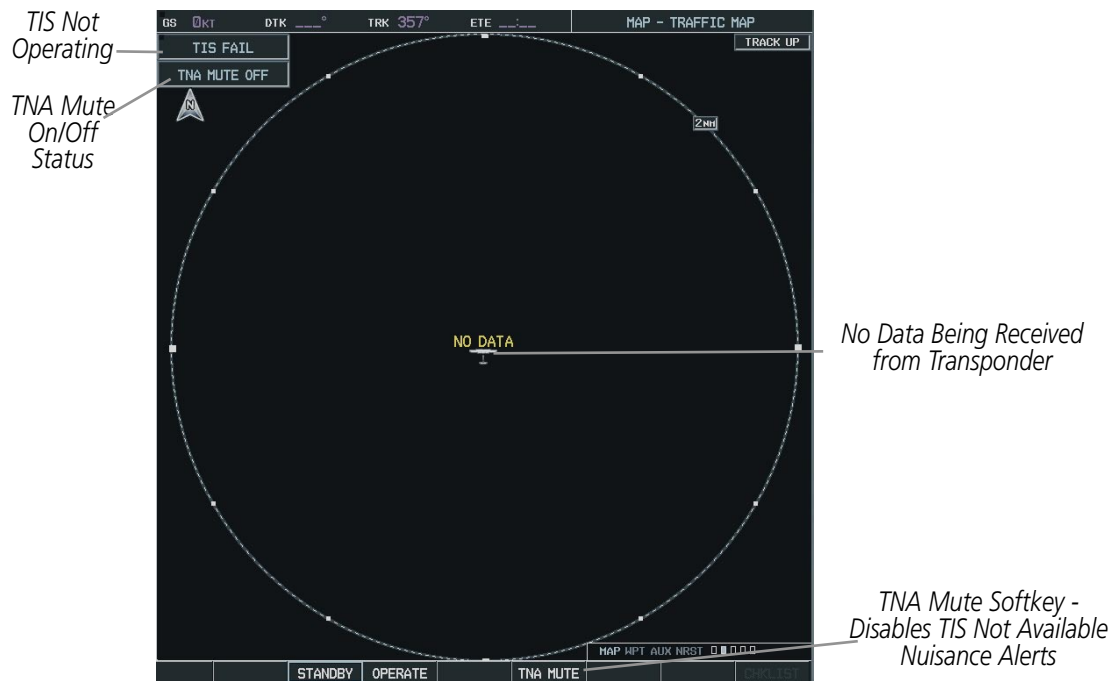 GS 0KT DTK ___° TRK 357° ETE __:__ MAP - TRAFFIC MAP
TIS Not
Operating
TIS FAIL
TRACK UP
TNA MUTE OFF
TNA Mute
On/Off
Status
N
2NM
NO DATA
No Data Being Received
from Transponder
TNA Mute Softkey -
Disables TIS Not Available
Nuisance Alerts
MAP WPT AUX NRST
STANDBY OPERATE TNA MUTE CHKLIST